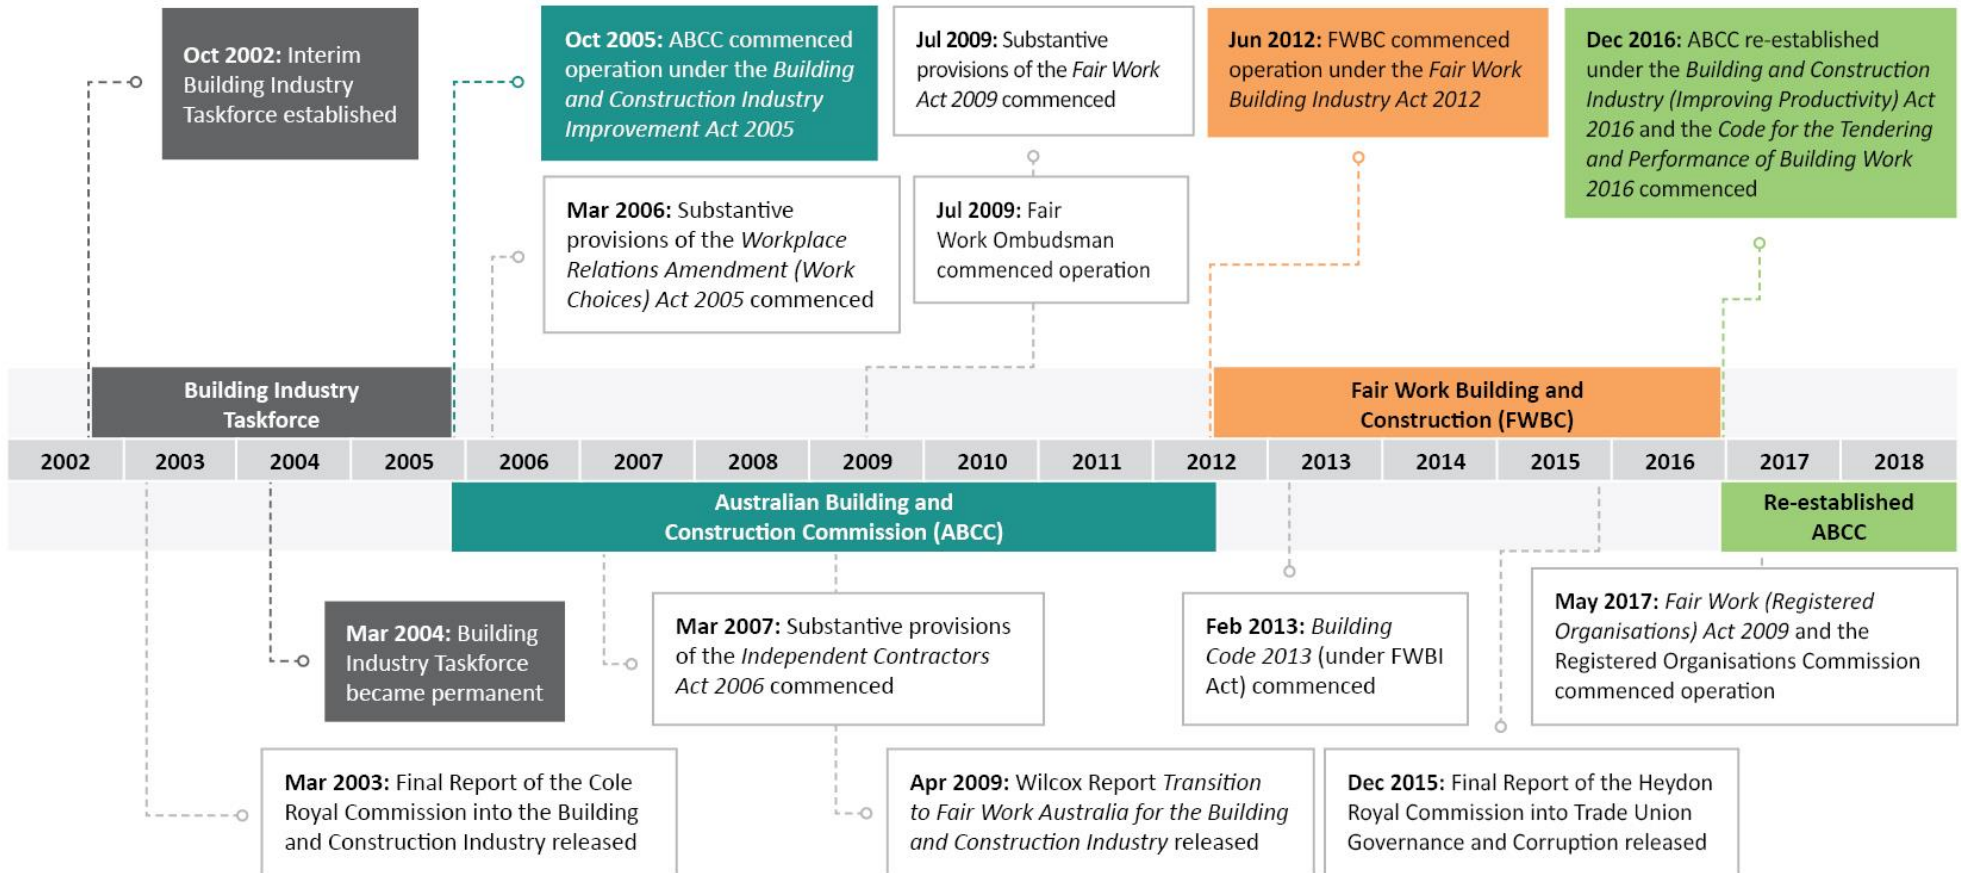 Oct 2002: Interim
Building Industry
Taskforce established
Oct 2005: ABCC commenced
operation under the Building
and Construction Industry
Improvement Act 2005
Jul 2009: Substantive
provisions of the Fair Work
Act 2009 commenced
Jun 2012: FWBC commenced
operation under the Fair Work
Building Industry Act 2012
Dec 2016: ABCC re-established
under the Building and Construction
Industry (Improving Productivity) Act
2016 and the Code for the Tendering
and Performance of Building Work
2016 commenced
Mar 2006: Substantive
provisions of the Workplace
Relations Amendment (Work
Choices) Act 2005 commenced
Jul 2009: Fair
Work Ombudsman
commenced operation
Building Industry
Taskforce
Fair Work Building and
Construction (FWBC)
2002 2003 2004 2005 2006 2007 2008 2009 2010 2011 2012 2013 2014 2015 2016 2017 2018
Australian Building and
Construction Commission (ABCC)
Re-established
ABCC
Mar 2004: Building
Industry Taskforce
became permanent
Mar 2007: Substantive provisions
of the Independent Contractors
Act 2006 commenced
Feb 2013: Building
Code 2013 (under FWBI
Act) commenced
May 2017: Fair Work (Registered
Organisations) Act 2009 and the
Registered Organisations Commission
commenced operation
Mar 2003: Final Report of the Cole
Royal Commission into the Building
and Construction Industry released
Apr 2009: Wilcox Report Transition
to Fair Work Australia for the Building
and Construction Industry released
Dec 2015: Final Report of the Heydon
Royal Commission into Trade Union
Governance and Corruption released